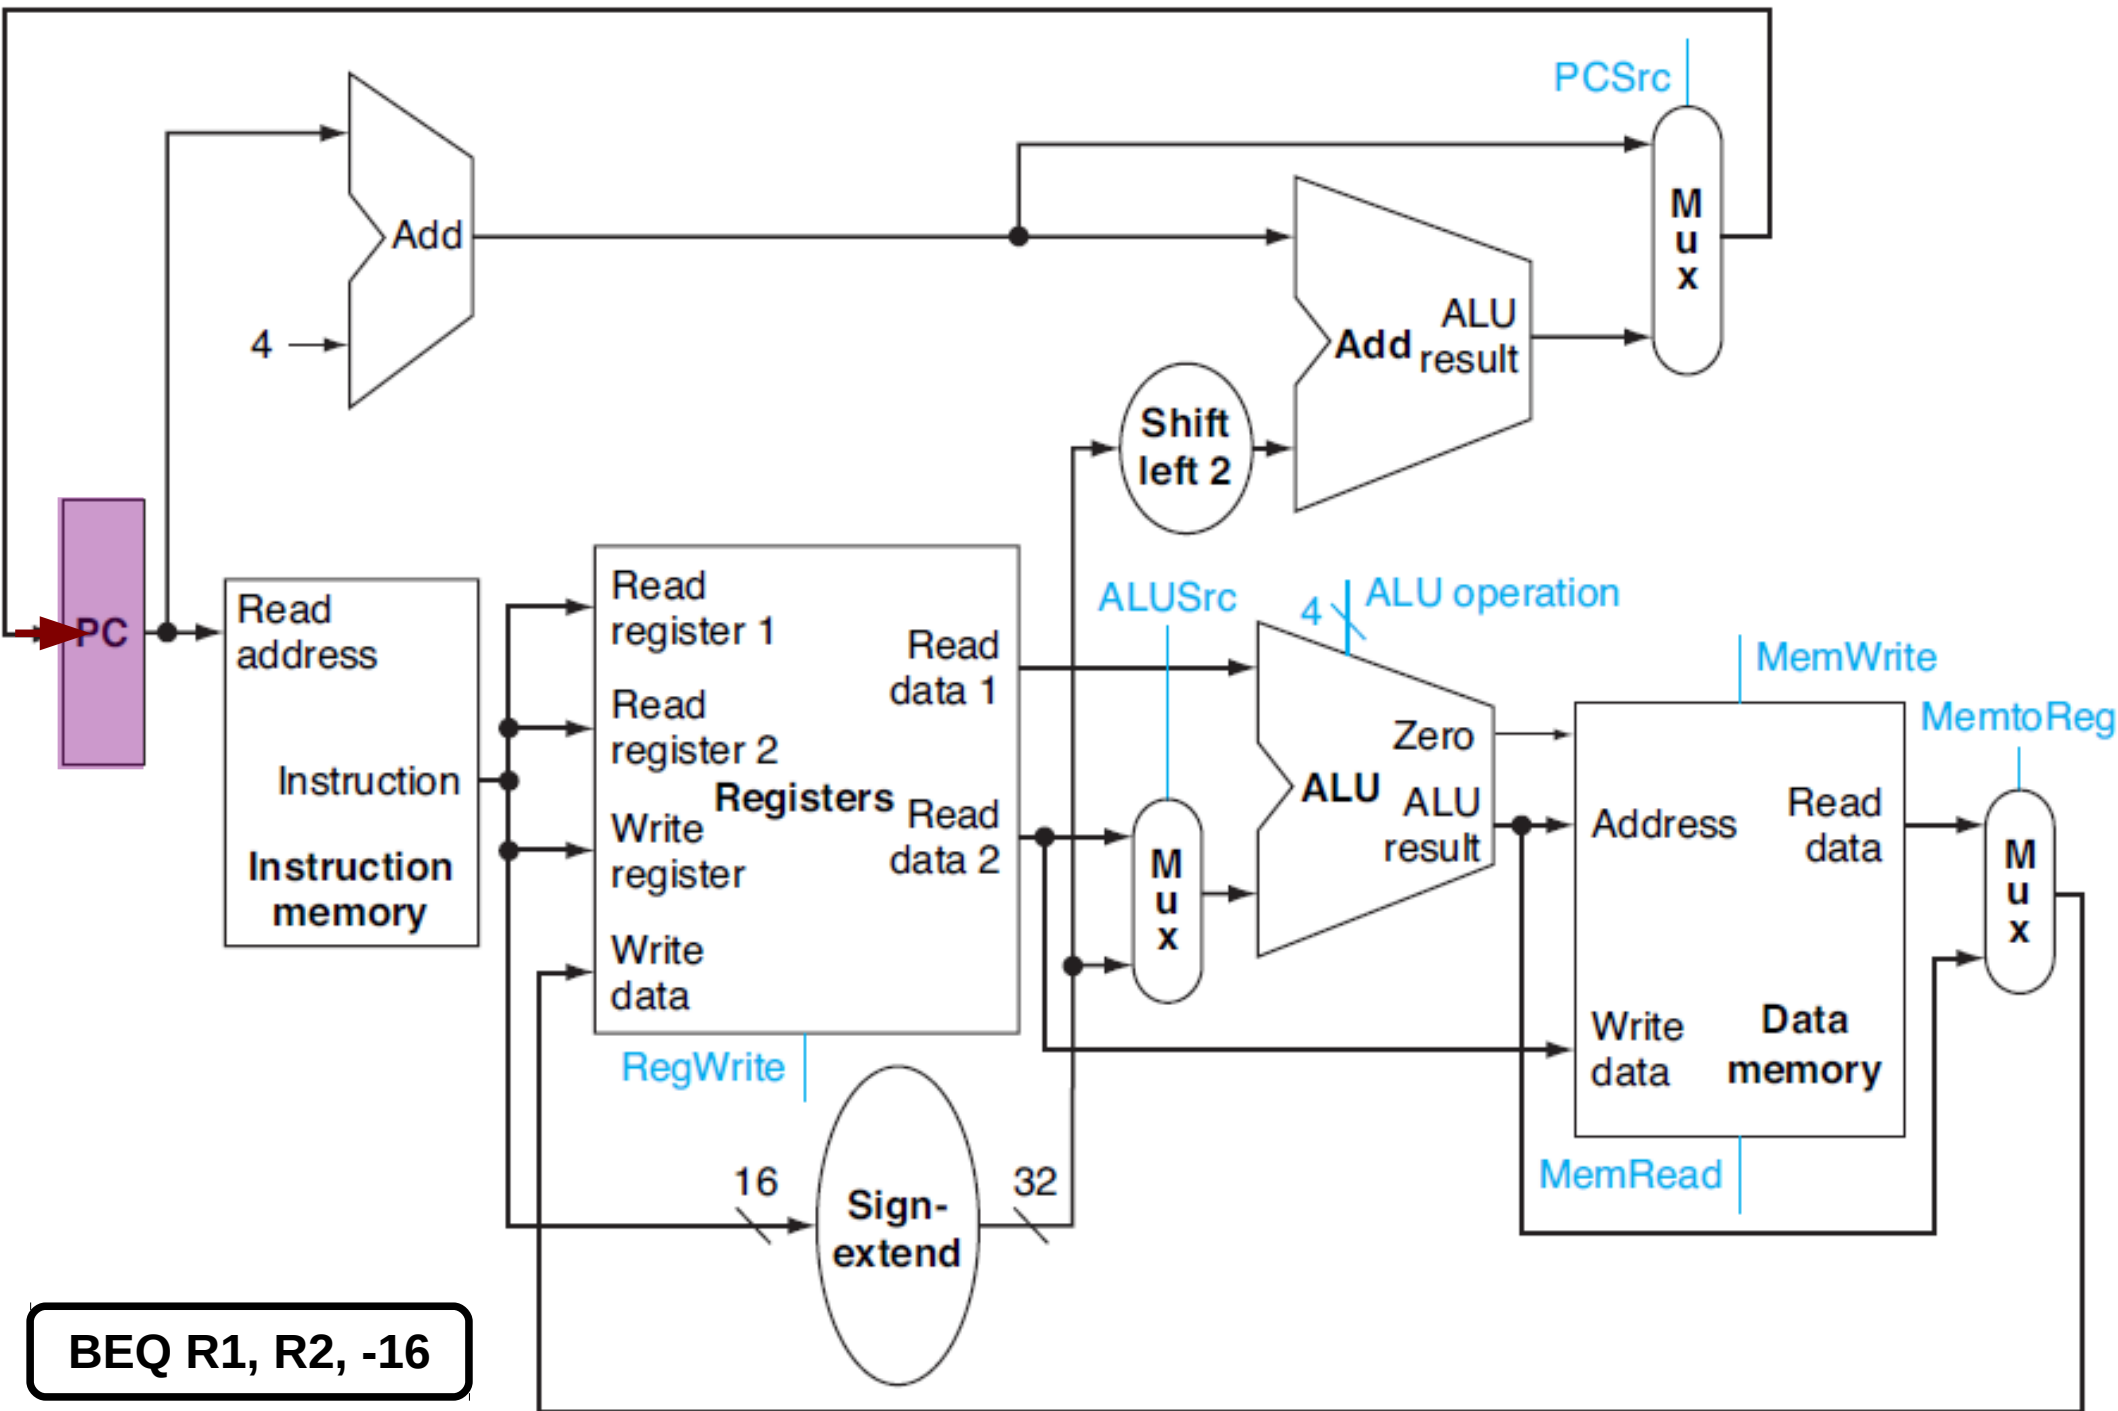 PCSrc
M
u
x
Add
4
Add
ALU
result
Shift
left 2
PC
Read
address
Instruction
Instruction
memory
Read
register 1
Read
register 2
Write
register
Write
data
Registers
Read
data 1
Read
data 2
RegWrite
16
Sign-
extend
32
ALUSrc
M
u
x
4
ALU operation
Zero
ALU
ALU
result
MemWrite
Address
Read
data
Write
data
Data
memory
MemRead
MemtoReg
M
u
x
BEQ R1, R2, -16